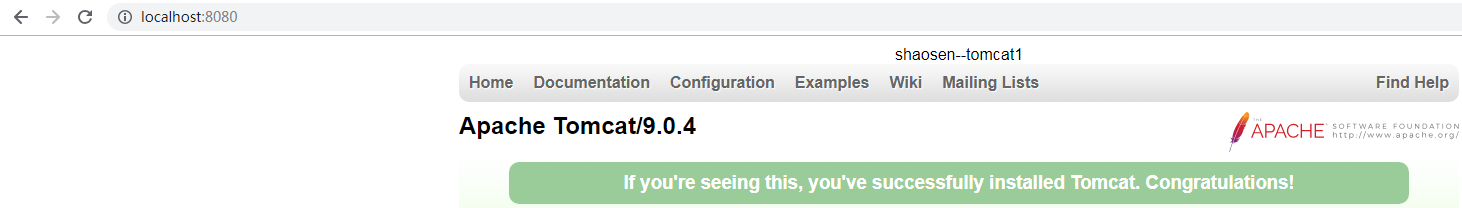 localhost:8080
shaosen--tomcat1
Home Documentation Configuration Examples Wiki Mailing Lists Find Help
Apache Tomcat/9.0.4
THE
APACHE SOFTWARE FOUNDATION
http://www.apache.org/
If you're seeing this, you've successfully installed Tomcat. Congratulations!